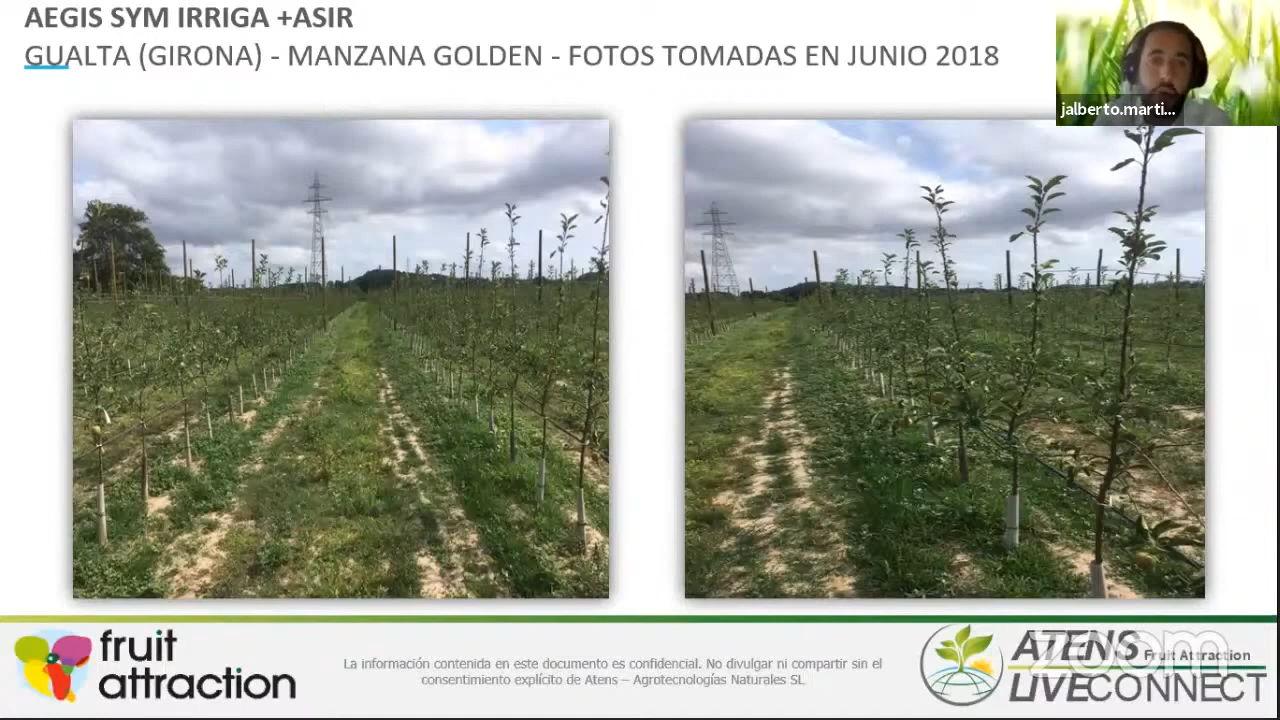 AEGIS SYM IRRIGA +ASIR
GUALTA (GIRONA) - MANZANA GOLDEN - FOTOS TOMADAS EN JUNIO 2018
jalberto.marti...
fruit
attraction
La información contenida en este documento es confidencial. No divulgar ni compartir sin el
consentimiento explícito de Atens – Agrotecnologías Naturales SL
ATENS Fruit Attraction
LIVECONNECT
zoom